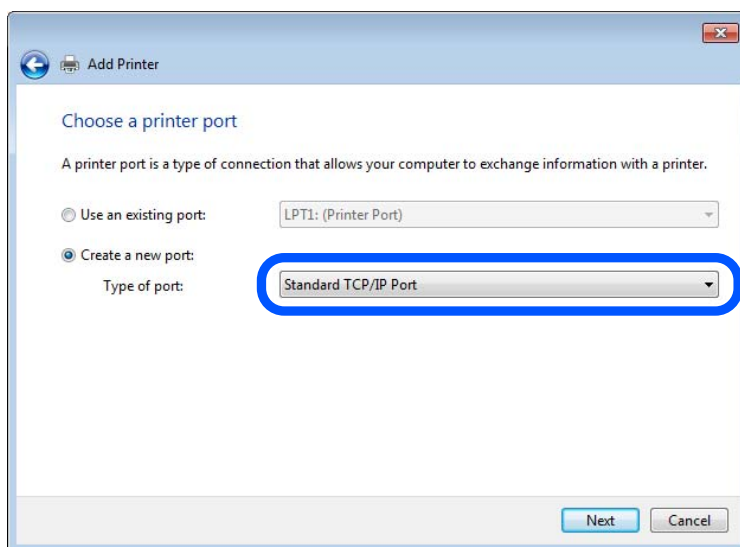 Add Printer
Choose a printer port
A printer port is a type of connection that allows your computer to exchange information with a printer.
Use an existing port: LPT1: (Printer Port)
Create a new port:
Type of port: Standard TCP/IP Port
Next Cancel